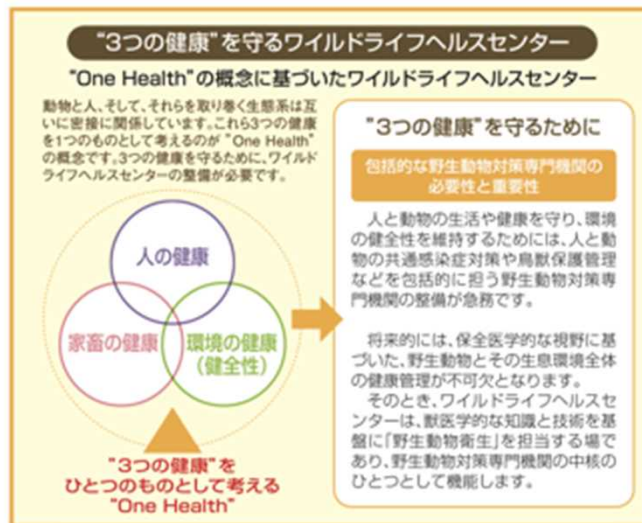 “3つの健康”を守るワイルドライフヘルスセンター
“One Health”の概念に基づいたワイルドライフヘルスセンター
動物と人、そして、それらを取り巻く生態系は互
いに密接に関係しています。これら3つの健康
を1つのものとして考えるのが “One Health”
の概念です。3つの健康を守るために、ワイルド
ライフヘルスセンターの整備が必要です。
人の健康
家畜の健康
環境の健康
(健全性)
“3つの健康”を
ひとつのものとして考える
“One Health”
“3つの健康”を守るために
包括的な野生動物対策専門機関の
必要性と重要性
人と動物の生活や健康を守り、環境
の健全性を維持するためには、人と動
物の共通感染症対策や鳥獣保護管理
などを包括的に担う野生動物対策専
門機関の整備が急務です。
将来的には、保全医学的な視野に基
づいた、野生動物とその生息環境全体
の健康管理が不可欠となります。
そのとき、ワイルドライフヘルスセ
ンターは、獣医学的な知識と技術を基
盤に「野生動物衛生」を担当する場で
あり、野生動物対策専門機関の中核の
ひとつとして機能します。